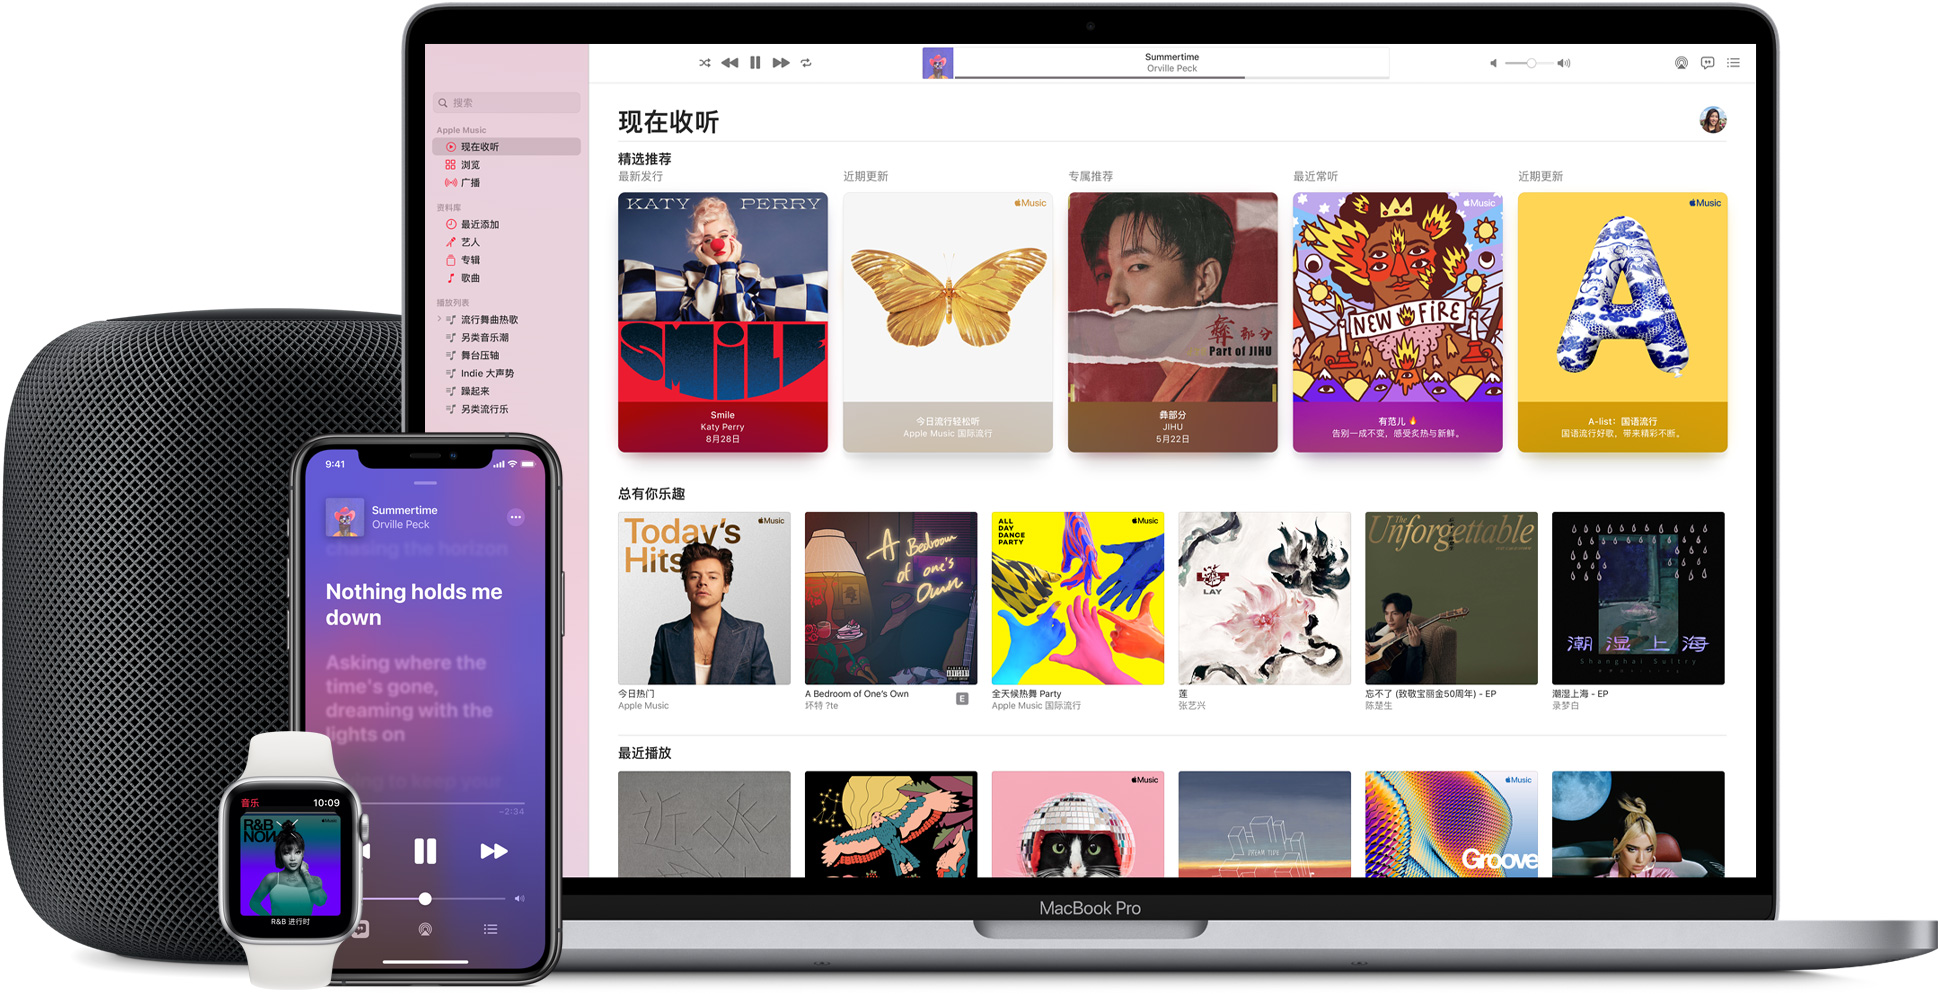 Summertime
Orville Peck
搜索
Apple Music
现在收听
浏览
广播
资料库
最近添加
艺人
专辑
歌曲
播放列表
流行舞曲热歌
另类音乐潮
舞台压轴
Indie 大声势
躁起来
另类流行乐
现在收听
精选推荐
最新发行
近期更新
专属推荐
最近常听
近期更新
KATY PERRY
SMILE
Smile
Katy Perry
8月28日
Music
今日流行轻松听
Apple Music 国际流行
彝部分
Part of JIHU
彝部分
JIHU
5月22日
Music
NEW FIRE
有范儿🔥
告别一成不变，感受炙热与新鲜。
Music
A-list：国语流行
国语流行好歌，带来精彩不断。
总有你乐趣
Today's
Hits
Music
今日热门
Apple Music
A Bedroom
of one's
Own
A Bedroom of One's Own
E
坏特 ?te
ALL
DAY
DANCE
PARTY
Music
全天候热舞 Party
Apple Music 国际流行
LIT
LAY
莲
张艺兴
The
Unforgettable
忘不了 (致敬宝丽金50周年) - EP
陈楚生
潮湿上海
Shanghai Sultry
潮湿上海 - EP
录梦白
最近播放
Music
DREAM TIDE
Music
Groove
MacBook Pro
9:41
Summertime
Orville Peck
chasing the horizon
Nothing holds me
down
Asking where the
time's gone,
dreaming with the
lights on
-2:34
音乐
10:09
R&B
NOW
Music
R&B 进行时